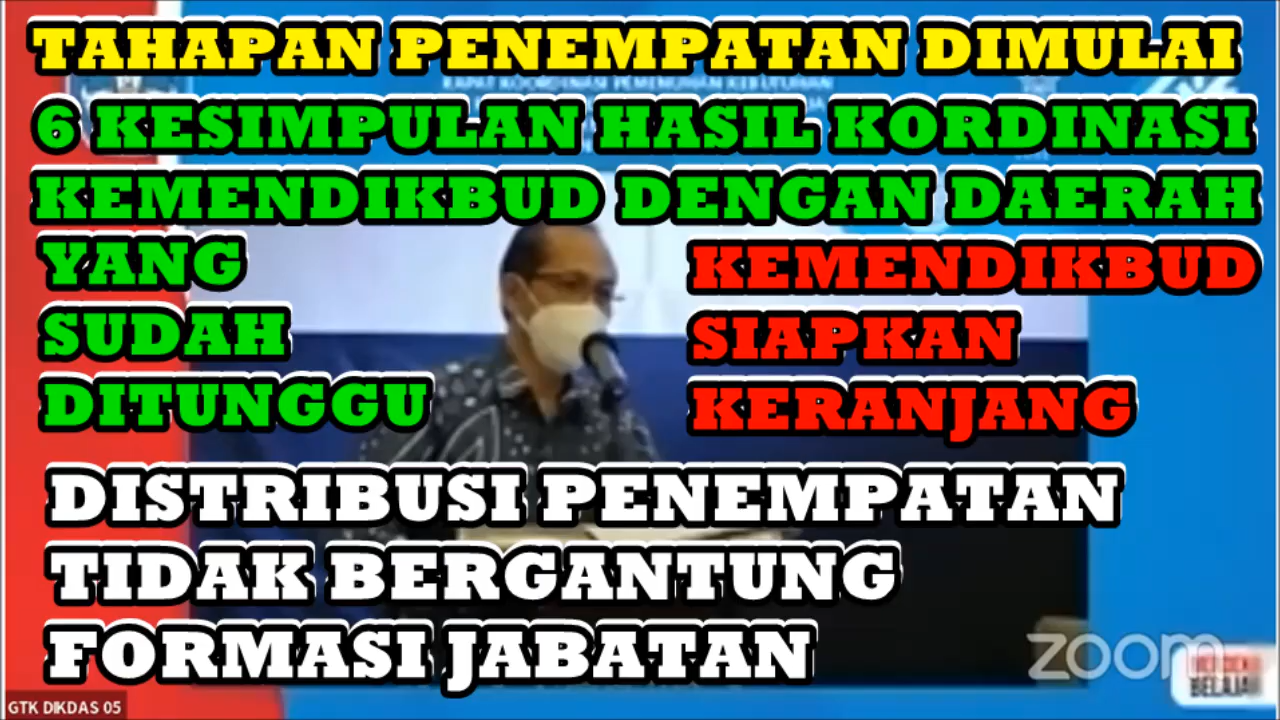 TAHAPAN PENEMPATAN DIMULAI
6 KESIMPULAN HASIL KORDINASI
KEMENDIKBUD DENGAN DAERAH
YANG
SUDAH
DITUNGGU
KEMENDIKBUD
SIAPKAN
KERANJANG
DISTRIBUSI PENEMPATAN
TIDAK BERGANTUNG
FORMASI JABATAN
zoom
BELAJAR
GTK DIKDAS 05